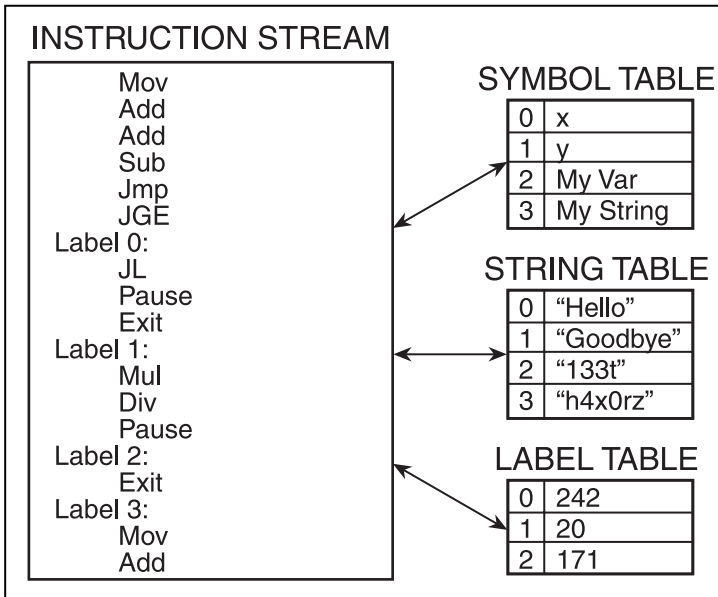 INSTRUCTION STREAM
Mov
Add
Add
Sub
Jmp
JGE
Label 0:
JL
Pause
Exit
Label 1:
Mul
Div
Pause
Label 2:
Exit
Label 3:
Mov
Add
SYMBOL TABLE
0 x
1 y
2 My Var
3 My String
STRING TABLE
0 “Hello”
1 “Goodbye”
2 “133t”
3 “h4x0rz”
LABEL TABLE
0 242
1 20
2 171